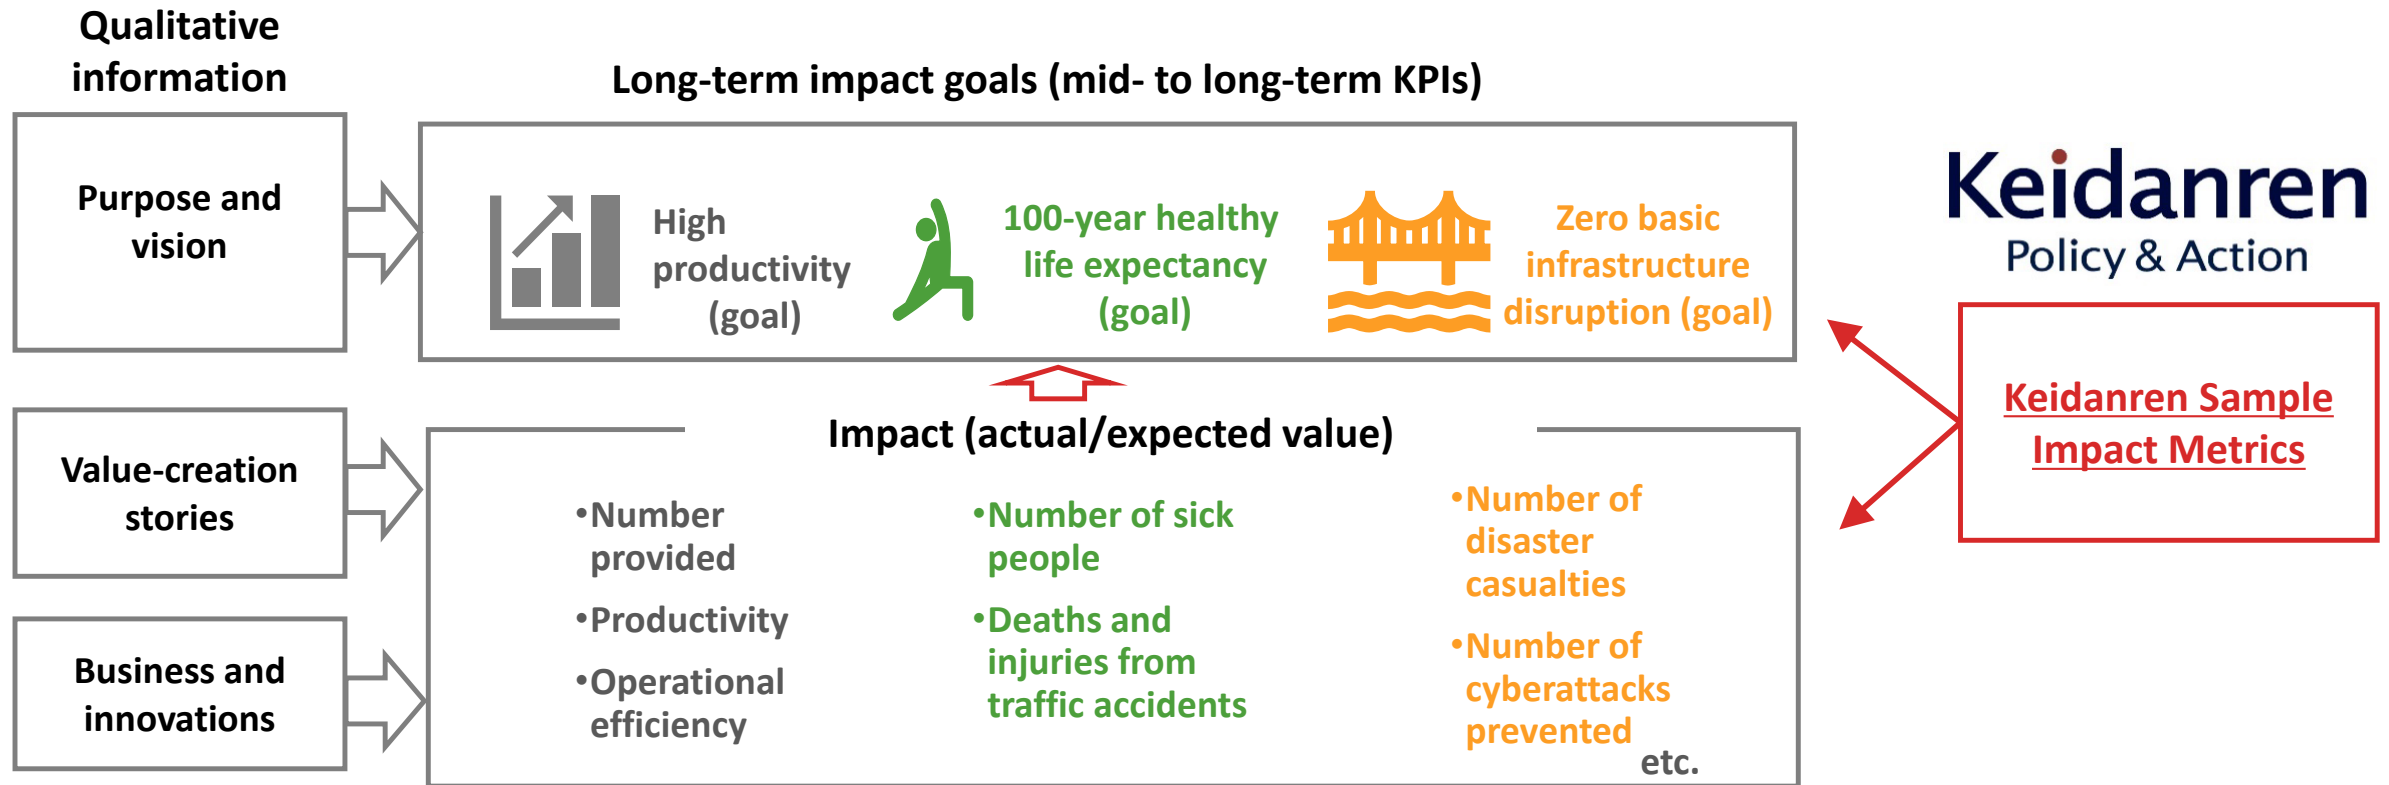 Qualitative
information
Long-term impact goals (mid- to long-term KPIs)
Purpose and
vision
High
productivity
(goal)
100-year healthy
life expectancy
(goal)
Zero basic
infrastructure
disruption (goal)
Keidanren
Policy & Action
Keidanren Sample
Impact Metrics
Value-creation
stories
Business and
innovations
Impact (actual/expected value)
•Number
provided
•Productivity
•Operational
efficiency
•Number of sick
people
•Deaths and
injuries from
traffic accidents
•Number of
disaster
casualties
•Number of
cyberattacks
prevented
etc.